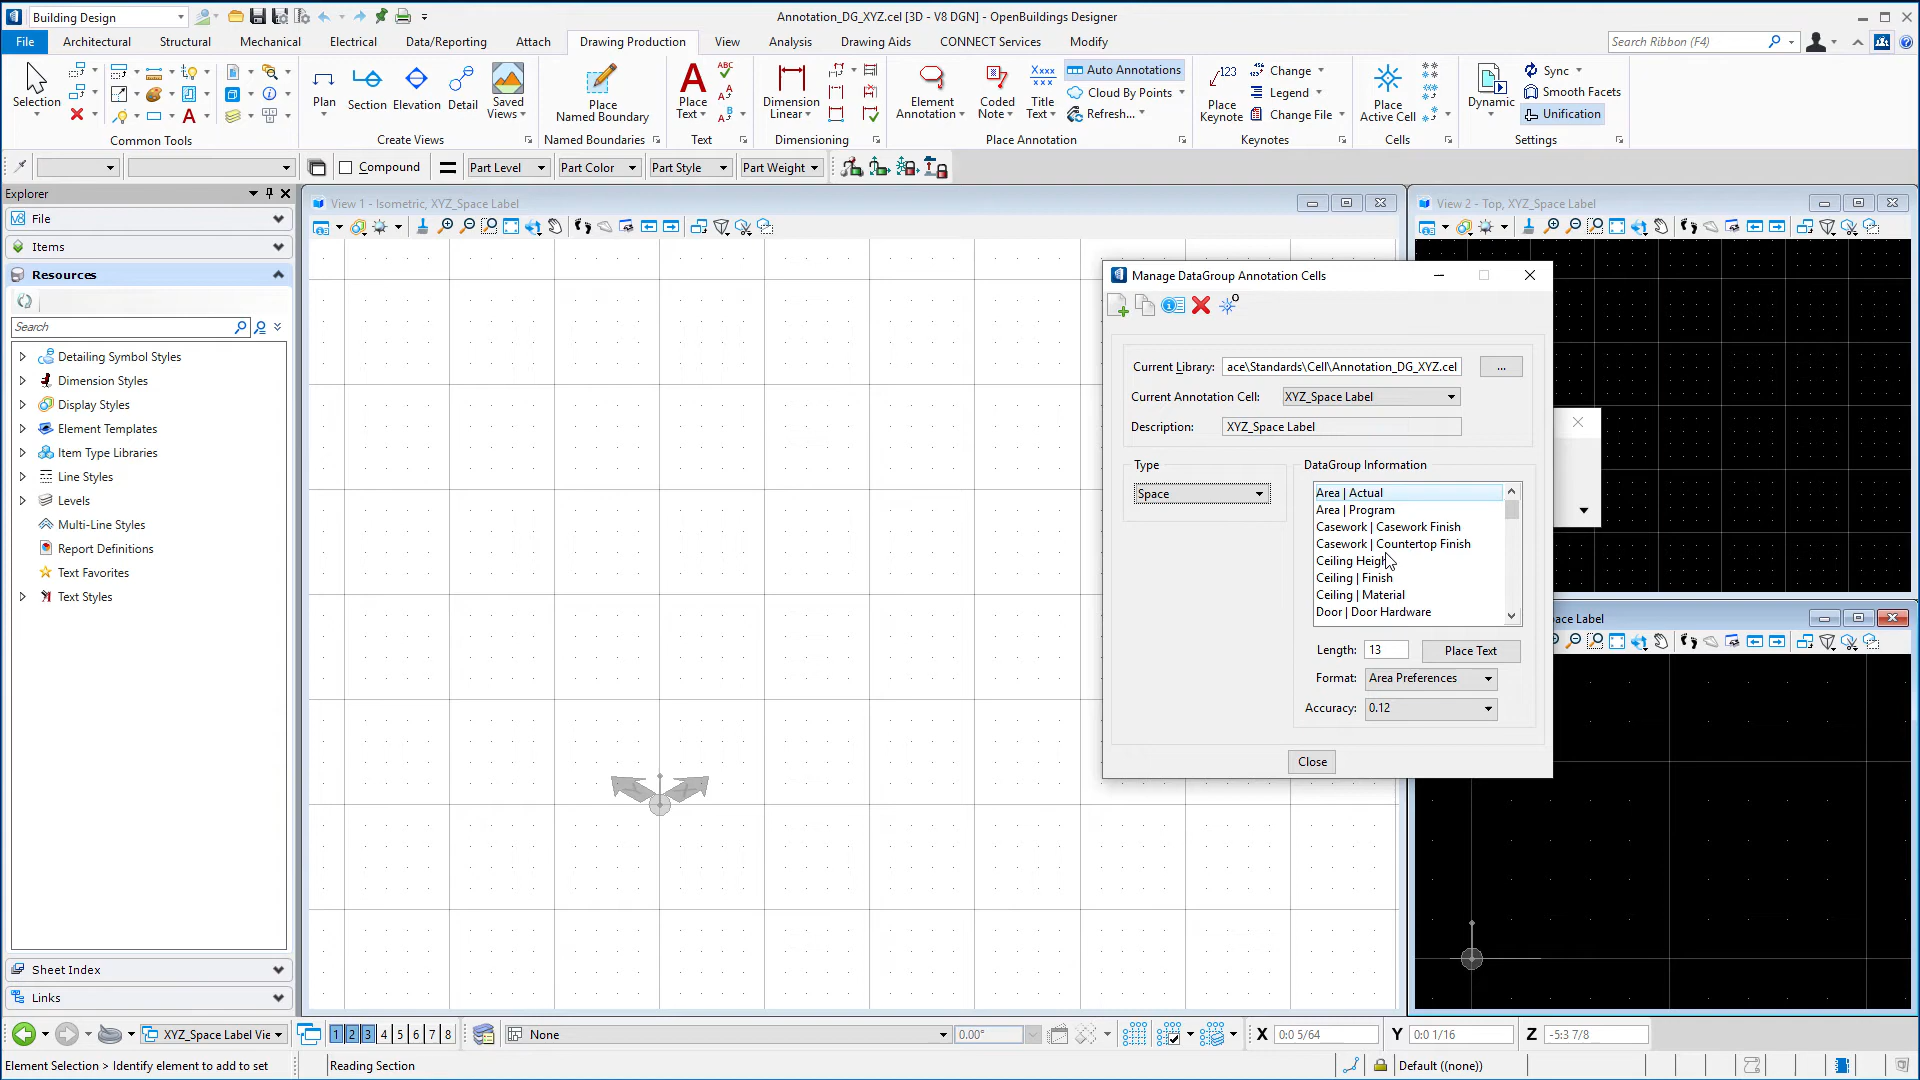 Building Design
Annotation_DG_XYZ.cel [3D - V8 DGN] - OpenBuildings Designer
File
Architectural
Structural
Mechanical
Electrical
Data/Reporting
Attach
Drawing Production
View
Analysis
Drawing Aids
CONNECT Services
Modify
Search Ribbon (F4)
Selection
Common Tools
Plan
Section
Elevation
Detail
Saved Views
Create Views
Place Named Boundary
Named Boundaries
Place Text
Text
Dimension Linear
Dimensioning
Element Annotation
Coded Note
Title Text
Auto Annotations
Cloud By Points
Refresh...
Place Annotation
Place Keynote
Change
Legend
Change File
Keynotes
Place Active Cell
Cells
Dynamic
Sync
Smooth Facets
Unification
Settings
Compound
Part Level
Part Color
Part Style
Part Weight
Explorer
File
Items
Resources
Search
Detailing Symbol Styles
Dimension Styles
Display Styles
Element Templates
Item Type Libraries
Line Styles
Levels
Multi-Line Styles
Report Definitions
Text Favorites
Text Styles
Sheet Index
Links
View 1 - Isometric, XYZ_Space Label
View 2 - Top, XYZ_Space Label
ace Label
Manage DataGroup Annotation Cells
Current Library: ace\Standards\Cell\Annotation_DG_XYZ.cel
...
Current Annotation Cell: XYZ_Space Label
Description: XYZ_Space Label
Type
Space
DataGroup Information
Area | Actual
Area | Program
Casework | Casework Finish
Casework | Countertop Finish
Ceiling Heigh
Ceiling | Finish
Ceiling | Material
Door | Door Hardware
Length: 13
Place Text
Format: Area Preferences
Accuracy: 0.12
Close
XYZ_Space Label Vie
1 2 3 4 5 6 7 8
None
0.00°
X 0:0 5/64
Y 0:0 1/16
Z -5:3 7/8
Element Selection > Identify element to add to set
Reading Section
Default ((none))